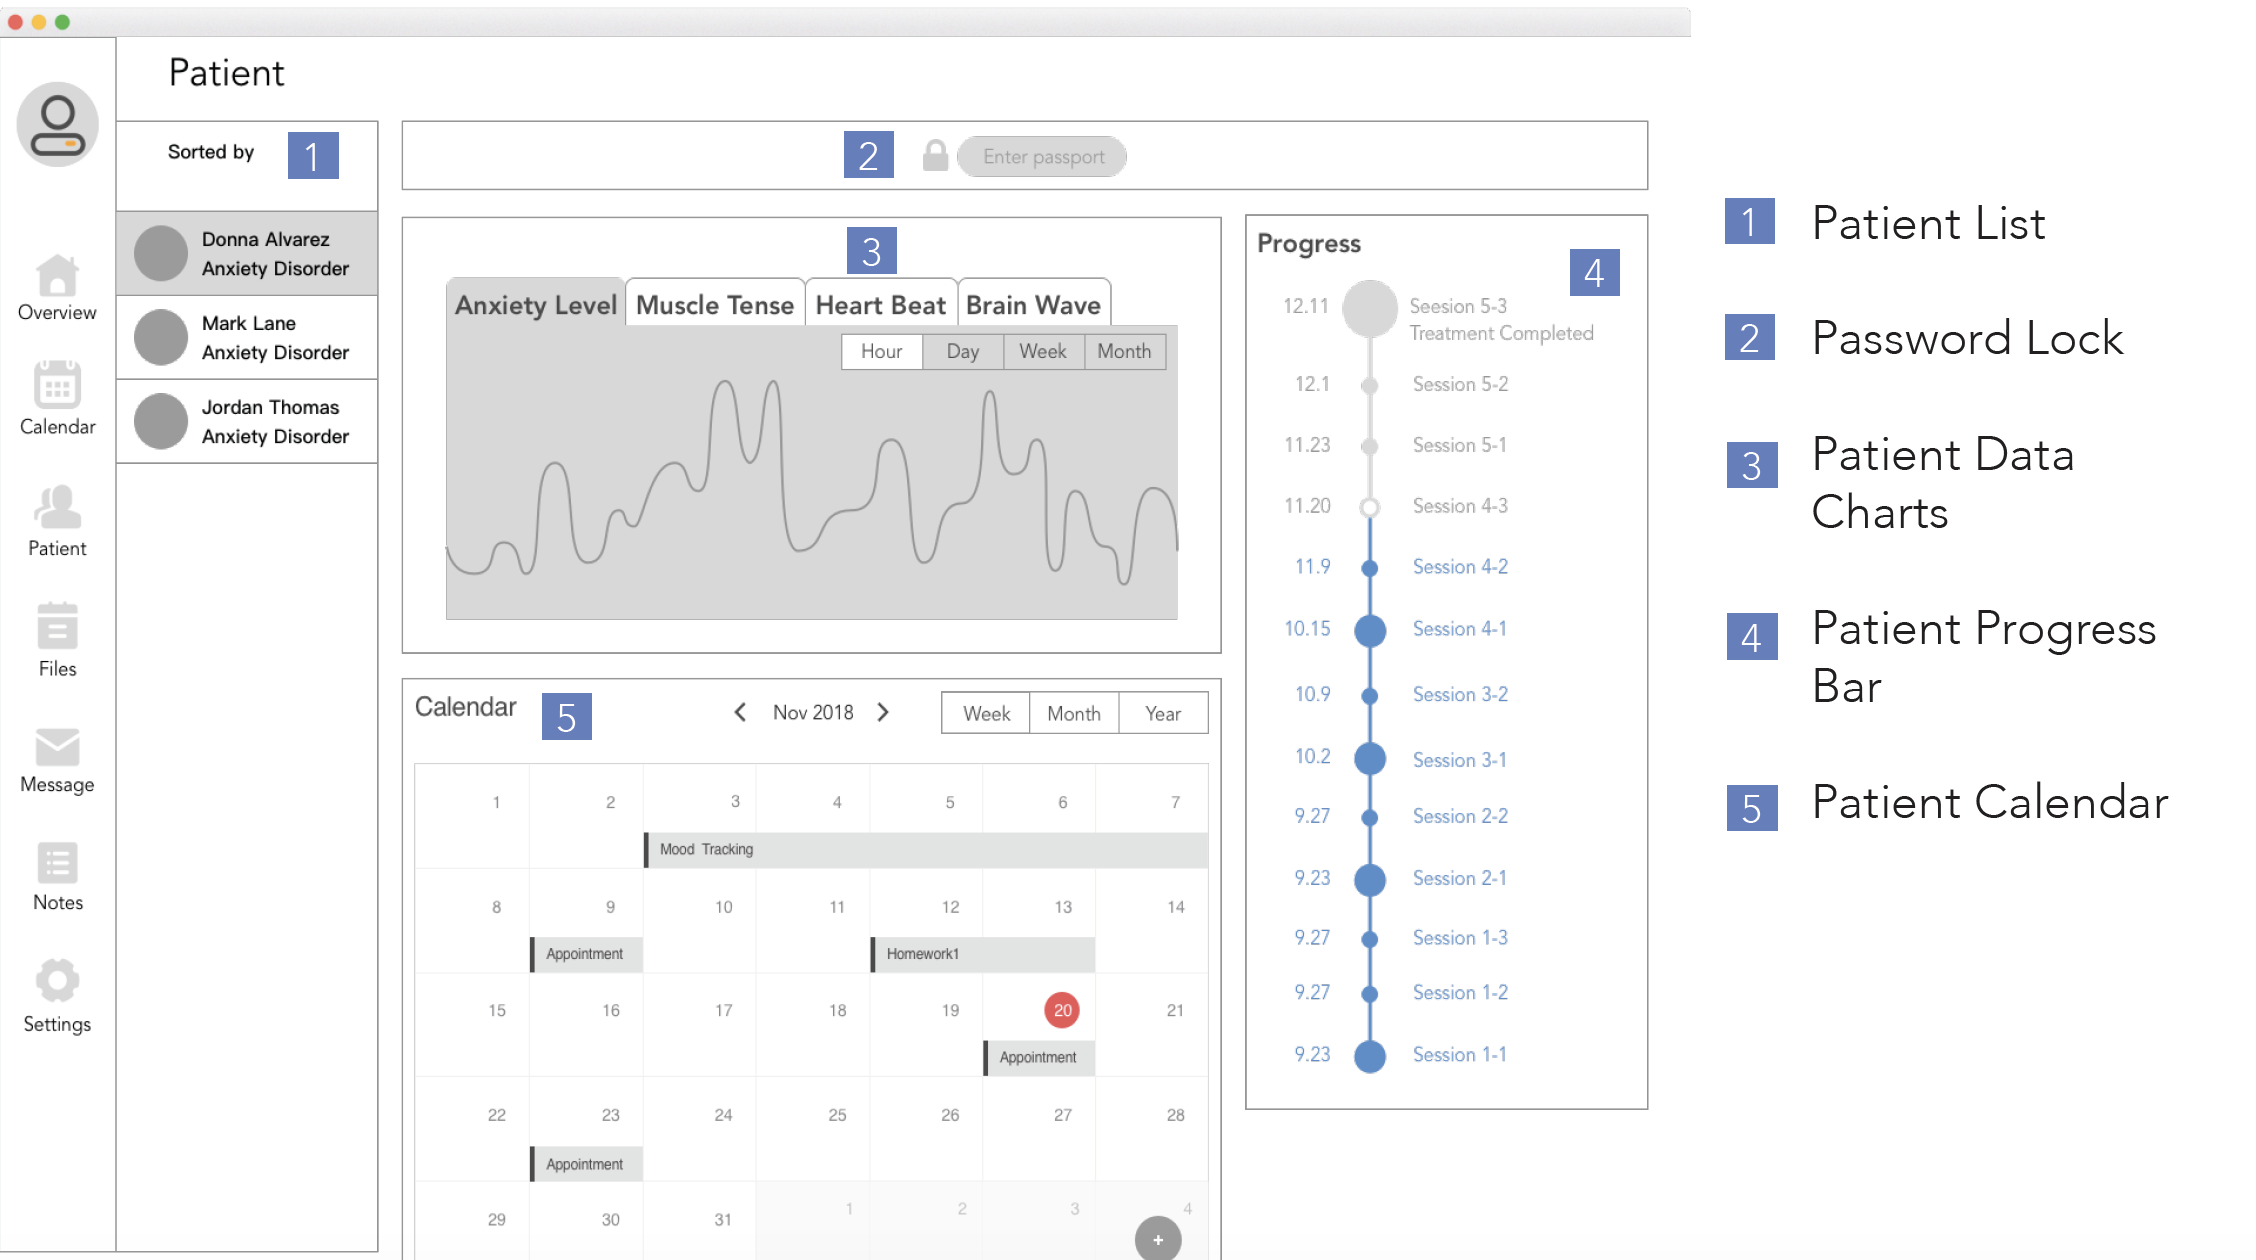 Patient
Overview
Calendar
Patient
Files
Message
Notes
Settings
Sorted by
1
Donna Alvarez
Anxiety Disorder
Mark Lane
Anxiety Disorder
Jordan Thomas
Anxiety Disorder
2
Enter passport
3
Anxiety Level Muscle Tense Heart Beat Brain Wave
Hour Day Week Month
Calendar
5
Nov 2018
Week Month Year
1 2 3 4 5 6 7
Mood Tracking
8 9 10 11 12 13 14
Appointment Homework1
15 16 17 18 19 20 21
Appointment
22 23 24 25 26 27 28
Appointment
29 30 31 1 2 3 4
+
Progress
4
12.11 Seesion 5-3
Treatment Completed
12.1 Session 5-2
11.23 Session 5-1
11.20 Session 4-3
11.9 Session 4-2
10.15 Session 4-1
10.9 Session 3-2
10.2 Session 3-1
9.27 Session 2-2
9.23 Session 2-1
9.27 Session 1-3
9.27 Session 1-2
9.23 Session 1-1
1 Patient List
2 Password Lock
3 Patient Data
Charts
4 Patient Progress
Bar
5 Patient Calendar